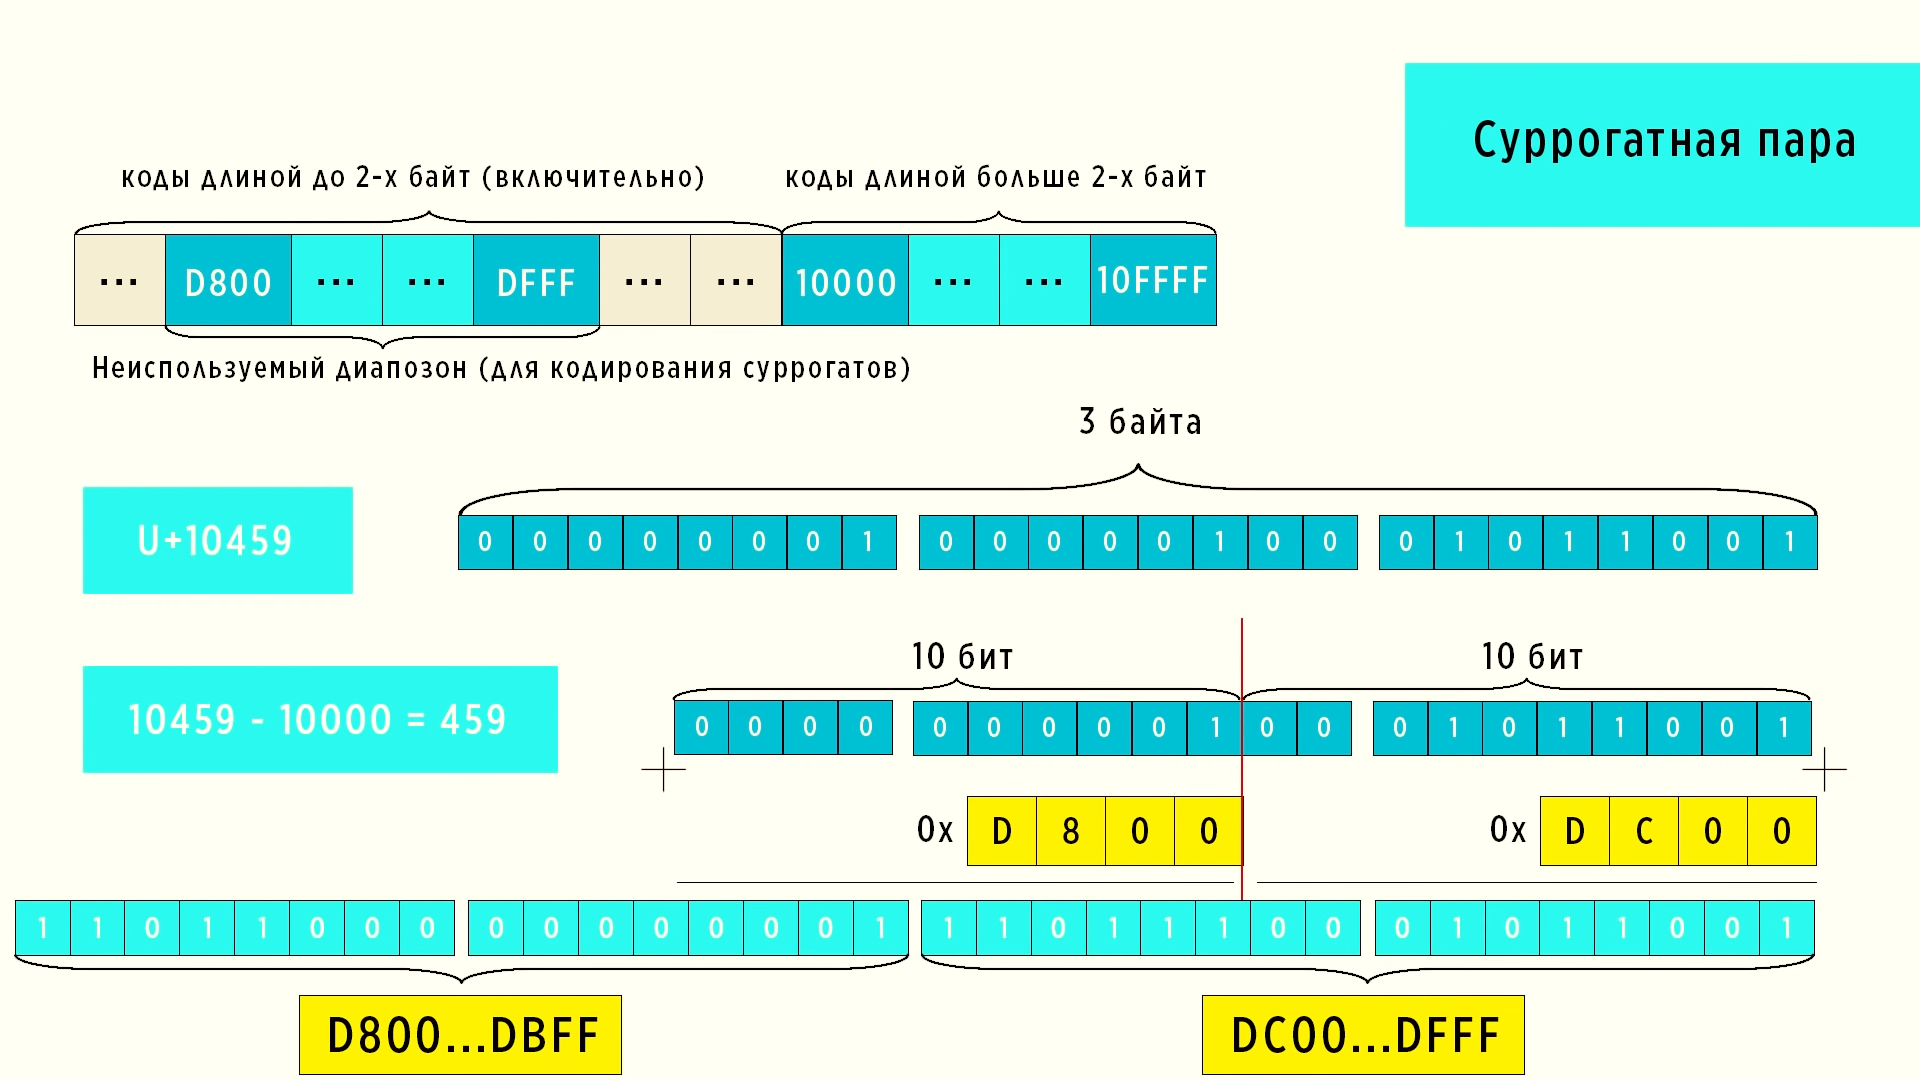 Суррогатная пара
коды длиной до 2-х байт (включительно) коды длиной больше 2-х байт
... D800 ... ... DFFF ... ... 10000 ... ... 10FFFF
Неиспользуемый диапозон (для кодирования суррогатов)
3 байта
U+10459 0 0 0 0 0 0 0 1 0 0 0 0 0 1 0 0 0 1 0 1 1 0 0 1
10 бит 10 бит
10459 - 10000 = 459 0 0 0 0 0 0 0 0 0 1 0 0 0 1 0 1 1 0 0 1
+ +
0x D 8 0 0 0x D C 0 0
1 1 0 1 1 0 0 0 0 0 0 0 0 0 0 1 1 1 0 1 1 1 0 0 0 1 0 1 1 0 0 1
D800...DBFF DC00...DFFF